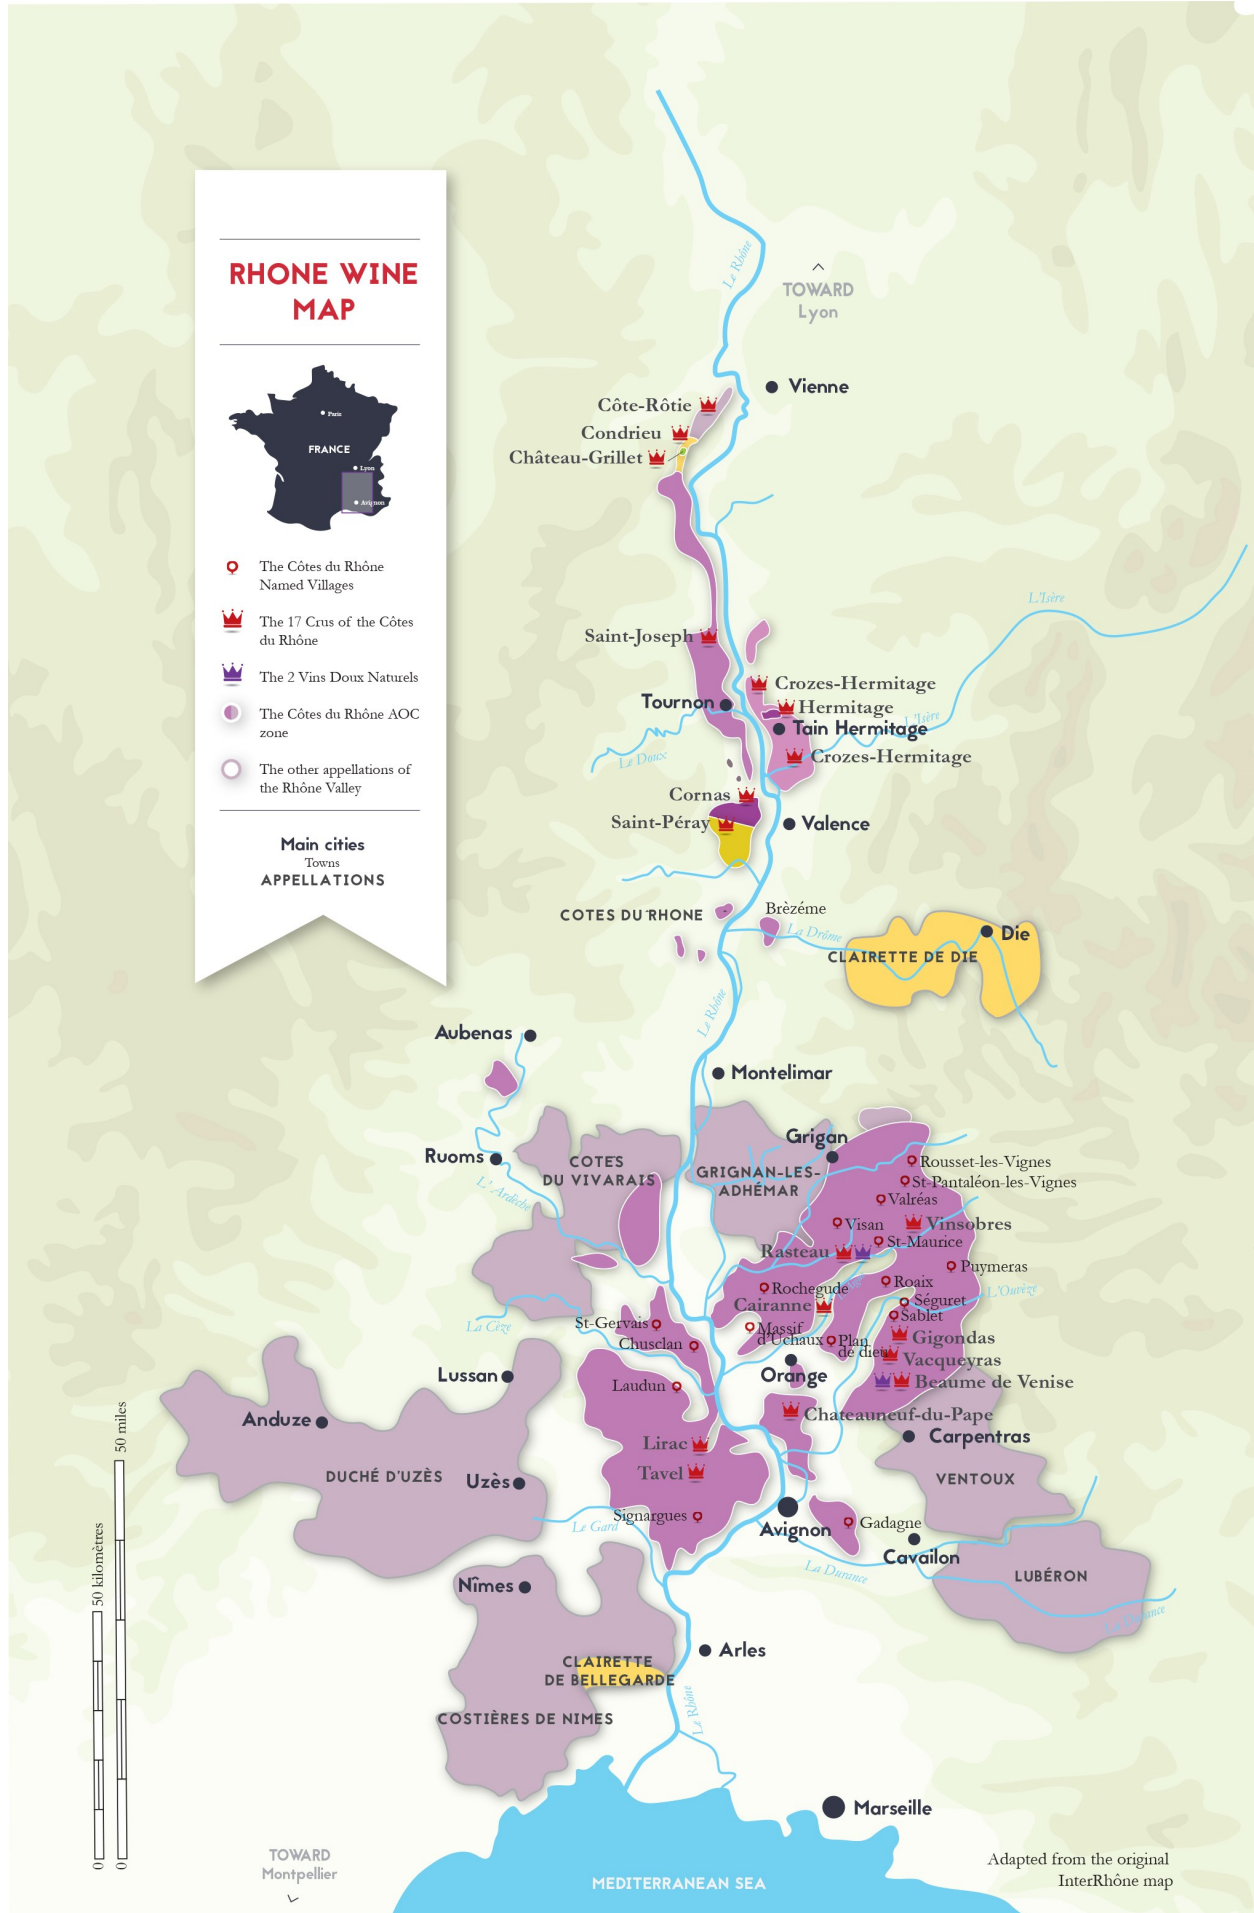 RHONE WINE
MAP
Paris
FRANCE
Lyon
Avignon
The Côtes du Rhône
Named Villages
The 17 Crus of the Côtes
du Rhône
The 2 Vins Doux Naturels
The Côtes du Rhône AOC
zone
The other appellations of
the Rhône Valley
Main cities
Towns
APPELLATIONS
Le Rhône
TOWARD
Lyon
Vienne
Côte-Rôtie
Condrieu
Château-Grillet
L'Isère
Saint-Joseph
Crozes-Hermitage
Tournon
Hermitage
L'Isère
Tain Hermitage
Le Doux
Crozes-Hermitage
Cornas
Saint-Péray
Valence
COTES DU RHONE
Brèzéme
La Drôme
Die
CLAIRETTE DE DIE
Le Rhône
Aubenas
Montelimar
Grigan
Ruoms
COTES
DU VIVARAIS
GRIGNAN-LES-
ADHÉMAR
L'Ardèche
Rousset-les-Vignes
St-Pantaléon-les-Vignes
Valréas
Visan
Vinsobres
St-Maurice
Rasteau
Puymeras
Rochegude
Roaix
L'Ouvèze
Cairanne
Séguret
Sablet
La Cèze
St-Gervais
Massif
d'Uchaux
Plan
de dieu
Chusclan
Gigondas
Vacqueyras
Lussan
Laudun
Orange
Beaume de Venise
Anduze
Chateauneuf-du-Pape
Carpentras
Lirac
Tavel
DUCHÉ D'UZÈS
Uzès
VENTOUX
Signargues
Le Gard
Avignon
Gadagne
Cavailon
La Durance
LUBÉRON
Nîmes
La Durance
Arles
CLAIRETTE
DE BELLEGARDE
Le Rhône
COSTIÈRES DE NIMES
Marseille
50 kilomètres
0
50 miles
0
TOWARD
Montpellier
MEDITERRANEAN SEA
Adapted from the original
InterRhône map